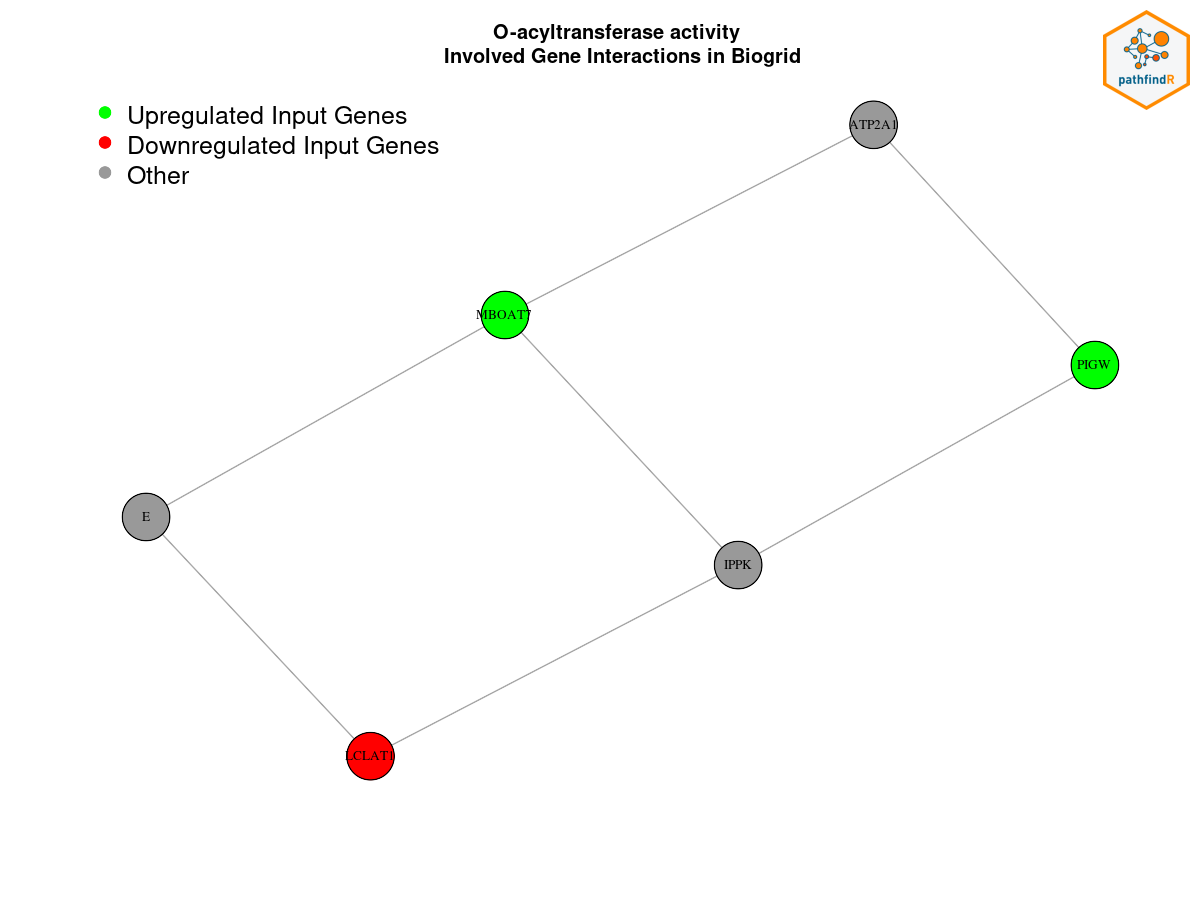 O-acyltransferase activity
Involved Gene Interactions in Biogrid
pathfindR
Upregulated Input Genes
Downregulated Input Genes
Other
ATP2A1
MBOAT7
PIGW
E
IPPK
LCLAT1